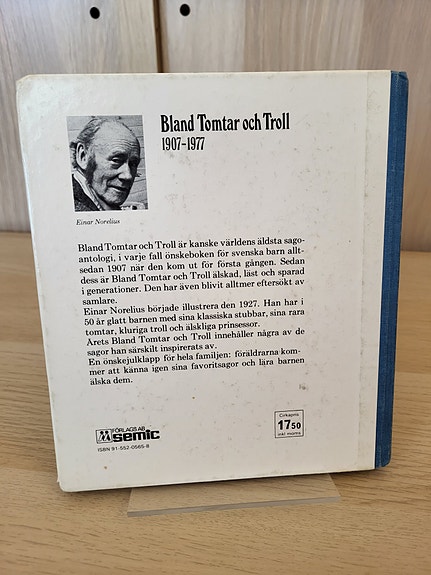 Bland Tomtar och Troll
1907-1977
Einar Norelius
Bland Tomtar och Troll är kanske världens äldsta sago-
antologi, i varje fall önskeboken för svenska barn allt-
sedan 1907 när den kom ut för första gången. Sedan
dess är Bland Tomtar och Troll älskad, läst och sparad
i generationer. Den har även blivit alltmer eftersökt av
samlare.
Einar Norelius började illustrera den 1927. Han har i
50 år glatt barnen med sina klassiska stubbar, sina rara
tomtar, kluriga troll och älskliga prinsessor.
Årets Bland Tomtar och Troll innehåller några av de
sagor han särskilt inspirerats av.
En önskejulklapp för hela familjen: föräldrarna kom-
mer att känna igen sina favoritsagor och lära barnen
älska dem.
FÖRLAGS AB
semic
ISBN 91-552-0565-8
Cirkapris
17 50
inkl moms